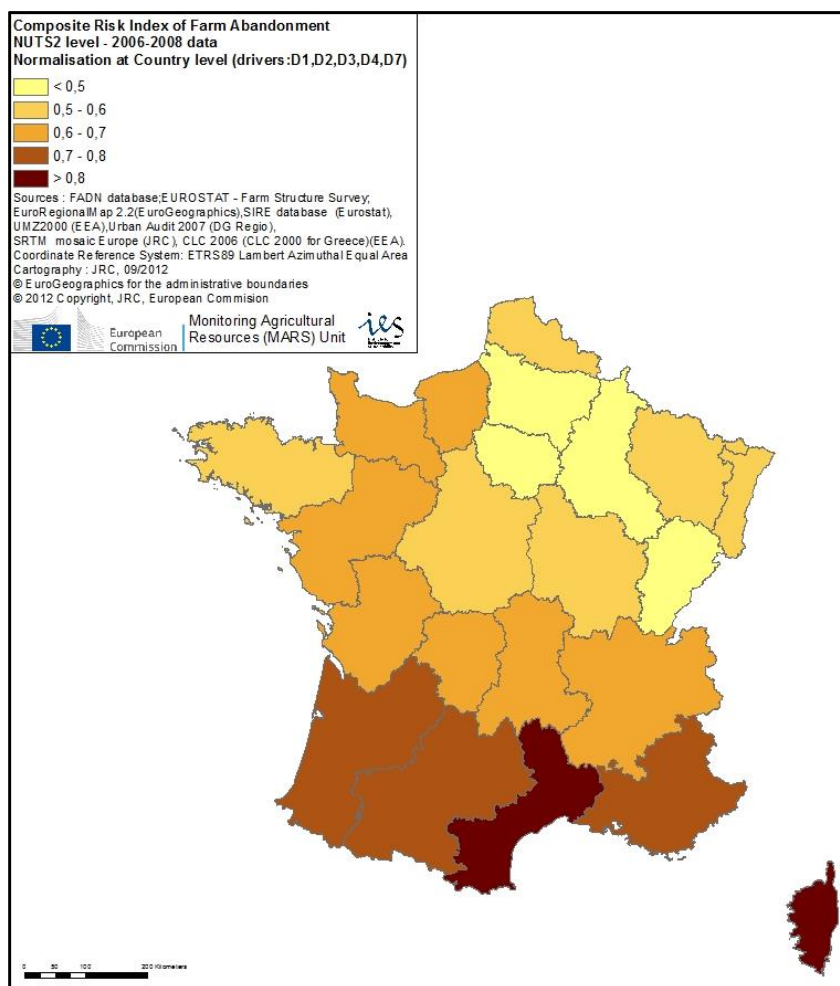 Composite Risk Index of Farm Abandonment
NUTS2 level - 2006-2008 data
Normalisation at Country level (drivers:D1,D2,D3,D4,D7)
< 0,5
0,5 - 0,6
0,6 - 0,7
0,7 - 0,8
> 0,8
Sources : FADN database;EUROSTAT - Farm Structure Survey;
EuroRegionalMap 2.2(EuroGeographics),SIRE database (Eurostat),
UMZ2000 (EEA),Urban Audit 2007 (DG Regio),
SRTM mosaic Europe (JRC), CLC 2006 (CLC 2000 for Greece)(EEA).
Coordinate Reference System: ETRS89 Lambert Azimuthal Equal Area
Cartography : JRC, 09/2012
© EuroGeographics for the administrative boundaries
© 2012 Copyright, JRC, European Commision
European
Commission
Monitoring Agricultural
Resources (MARS) Unit
ies
0 50 100 200 Kilometers